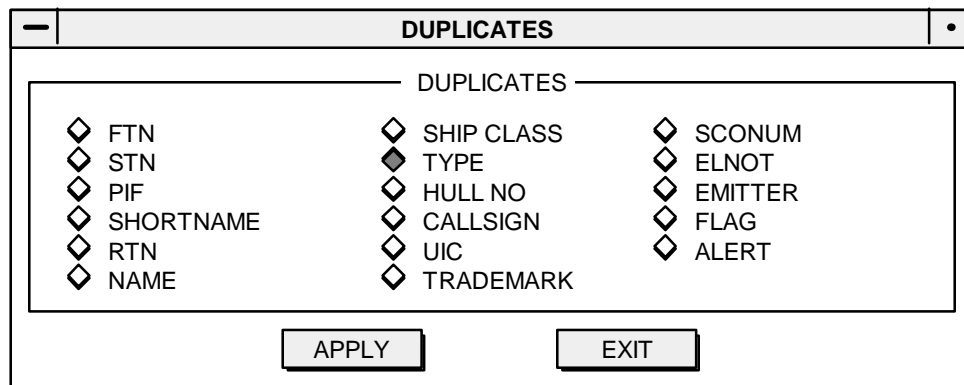 DUPLICATES
DUPLICATES
FTN SHIP CLASS SCONUM
STN TYPE ELNOT
PIF HULL NO EMITTER
SHORTNAME CALLSIGN FLAG
RTN UIC ALERT
NAME TRADEMARK
APPLY EXIT